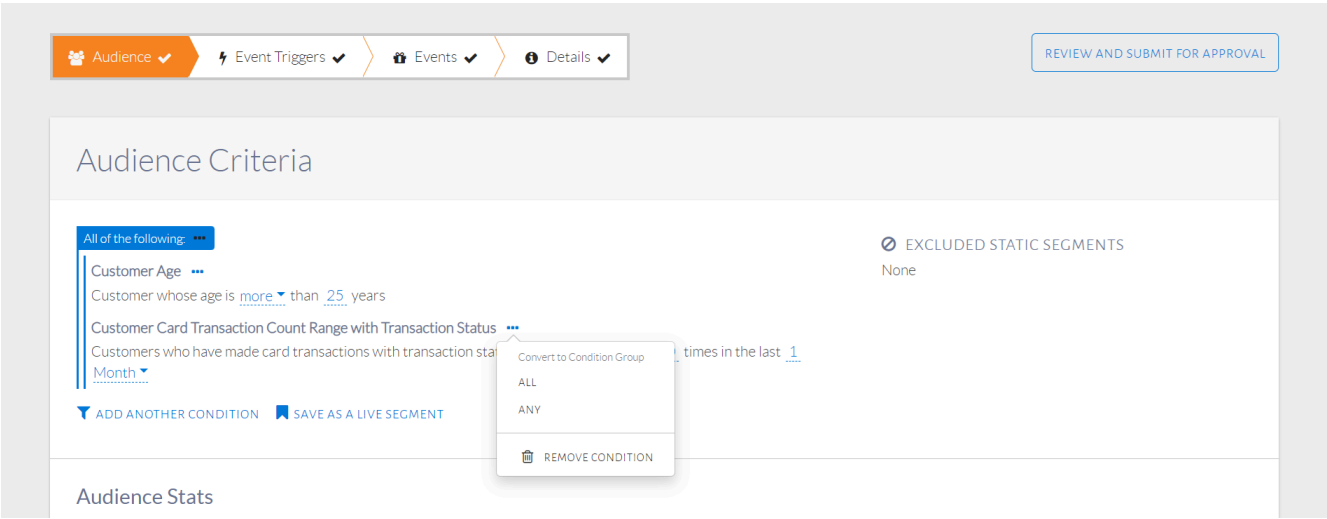 Audience
Event Triggers
Events
Details
REVIEW AND SUBMIT FOR APPROVAL
Audience Criteria
All of the following: •••
Customer Age •••
Customer whose age is more than 25 years
Customer Card Transaction Count Range with Transaction Status •••
Customers who have made card transactions with transaction times in the last 1
Month
EXCLUDED STATIC SEGMENTS
None
Convert to Condition Group
ALL
ANY
REMOVE CONDITION
ADD ANOTHER CONDITION SAVE AS A LIVE SEGMENT
Audience Stats